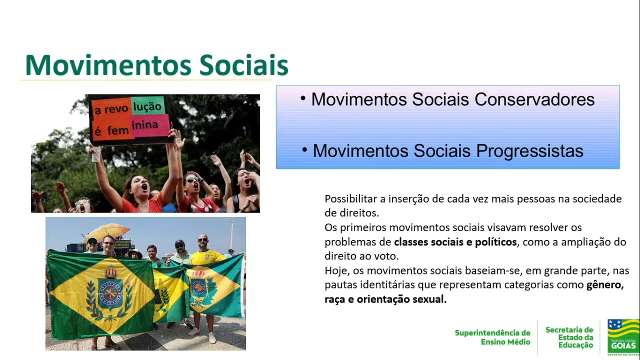 Movimentos Sociais
a revo lução
é fem inina
• Movimentos Sociais Conservadores
• Movimentos Sociais Progressistas
Possibilitar a inserção de cada vez mais pessoas na sociedade
de direitos.
Os primeiros movimentos sociais visavam resolver os
problemas de classes sociais e políticos, como a ampliação do
direito ao voto.
Hoje, os movimentos sociais baseiam-se, em grande parte, nas
pautas identitárias que representam categorias como gênero,
raça e orientação sexual.
Superintendência de
Ensino Médio
Secretaria de
Estado da
Educação
GOIÁS